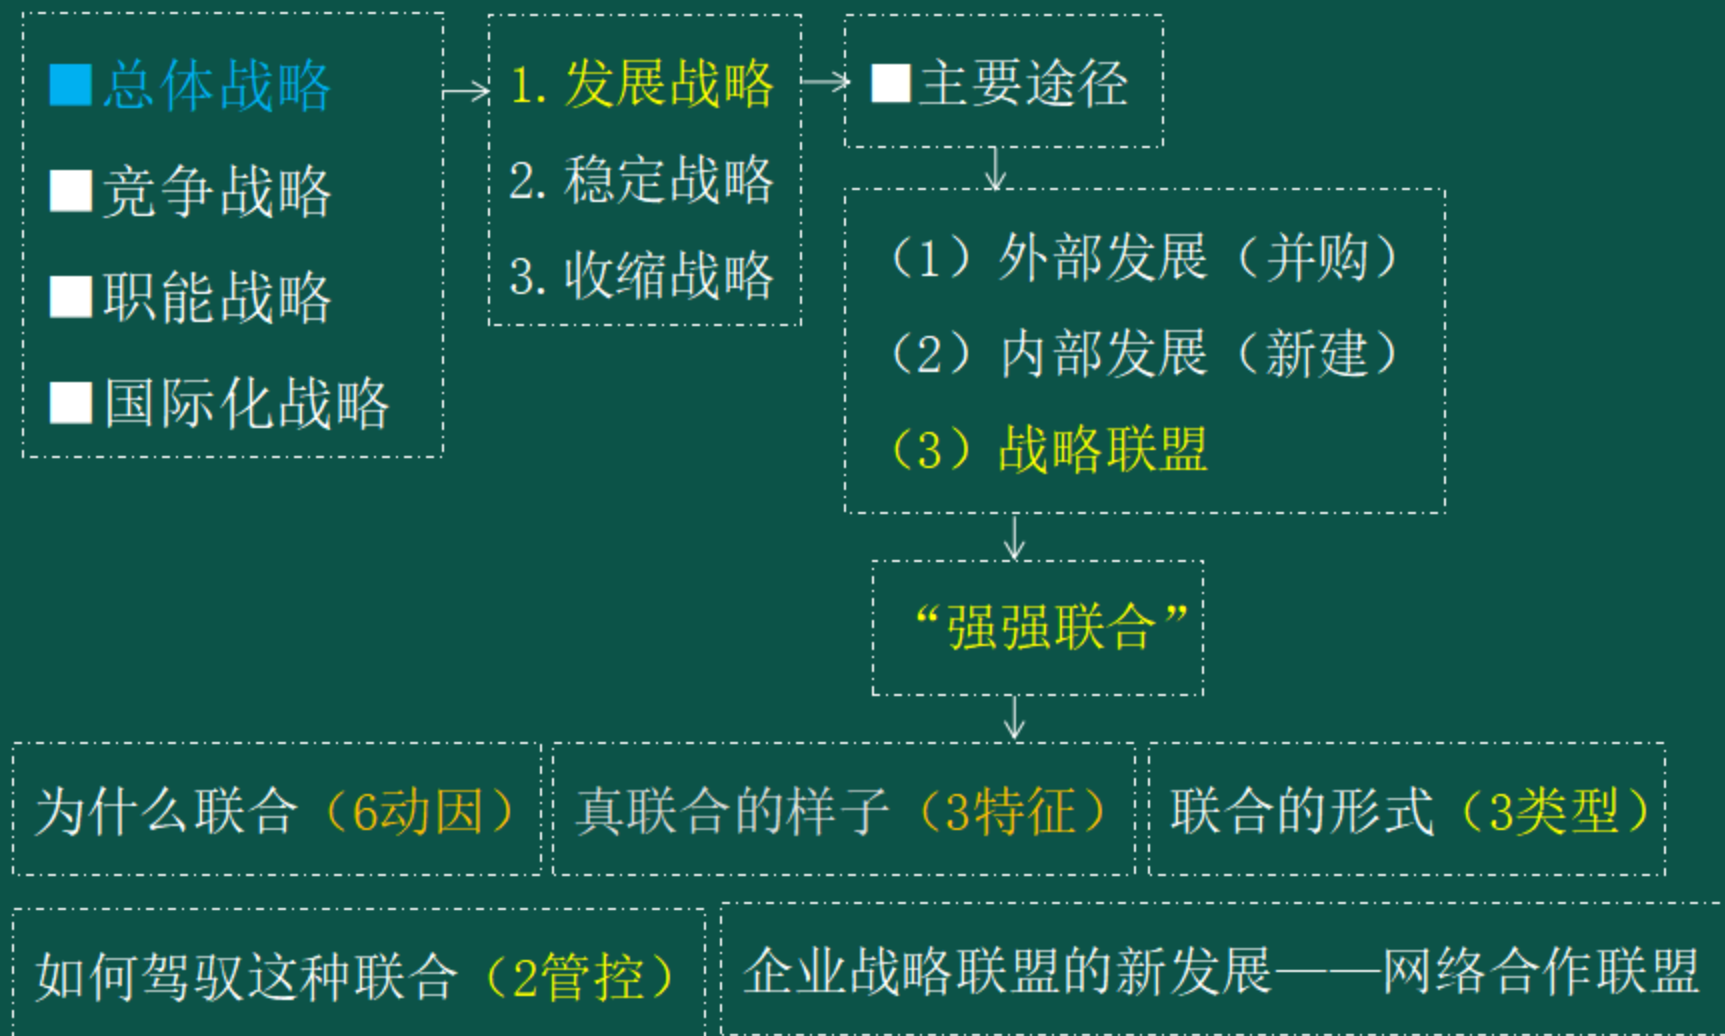 ■总体战略
■竞争战略
■职能战略
■国际化战略
1. 发展战略
2. 稳定战略
3. 收缩战略
■主要途径
（1）外部发展（并购）
（2）内部发展（新建）
（3）战略联盟
“强强联合”
为什么联合（6动因）
真联合的样子（3特征）
联合的形式（3类型）
如何驾驭这种联合（2管控）
企业战略联盟的新发展——网络合作联盟